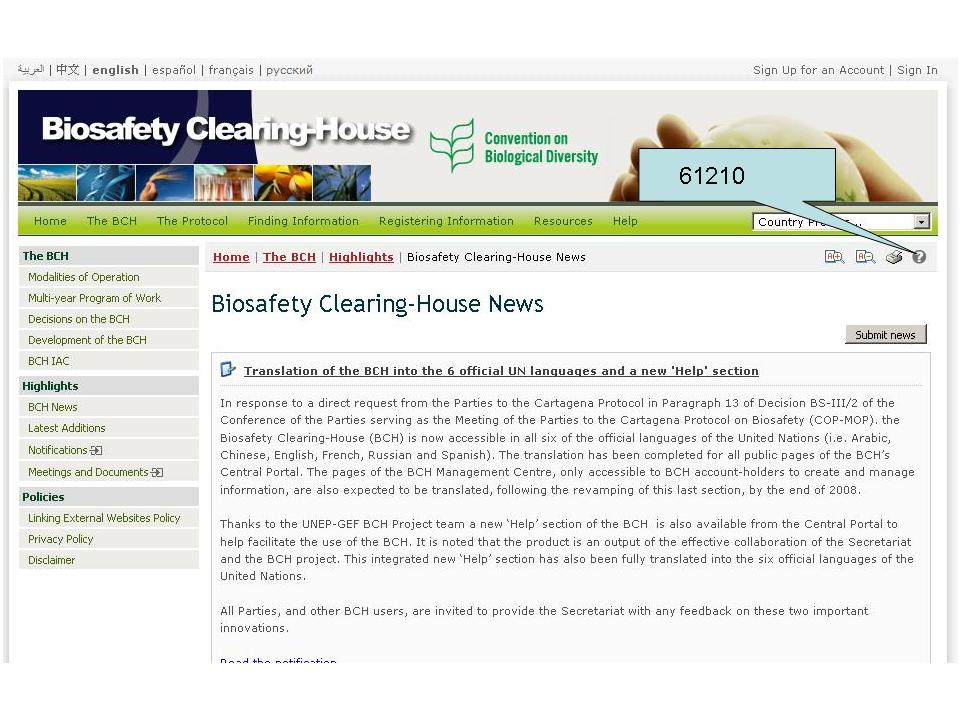 العربية | 中文 | english | español | français | русский
Sign Up for an Account | Sign In
Biosafety Clearing-House
Convention on
Biological Diversity
61210
Home The BCH The Protocol Finding Information Registering Information Resources Help
Country
Home | The BCH | Highlights | Biosafety Clearing-House News
The BCH
Modalities of Operation
Multi-year Program of Work
Decisions on the BCH
Development of the BCH
BCH IAC
Highlights
BCH News
Latest Additions
Notifications
Meetings and Documents
Policies
Linking External Websites Policy
Privacy Policy
Disclaimer
Biosafety Clearing-House News
Submit news
Translation of the BCH into the 6 official UN languages and a new 'Help' section
In response to a direct request from the Parties to the Cartagena Protocol in Paragraph 13 of Decision BS-III/2 of the
Conference of the Parties serving as the Meeting of the Parties to the Cartagena Protocol on Biosafety (COP-MOP). the
Biosafety Clearing-House (BCH) is now accessible in all six of the official languages of the United Nations (i.e. Arabic,
Chinese, English, French, Russian and Spanish). The translation has been completed for all public pages of the BCH's
Central Portal. The pages of the BCH Management Centre, only accessible to BCH account-holders to create and manage
information, are also expected to be translated, following the revamping of this last section, by the end of 2008.
Thanks to the UNEP-GEF BCH Project team a new 'Help' section of the BCH is also available from the Central Portal to
help facilitate the use of the BCH. It is noted that the product is an output of the effective collaboration of the Secretariat
and the BCH project. This integrated new 'Help' section has also been fully translated into the six official languages of the
United Nations.
All Parties, and other BCH users, are invited to provide the Secretariat with any feedback on these two important
innovations.
Read the notification